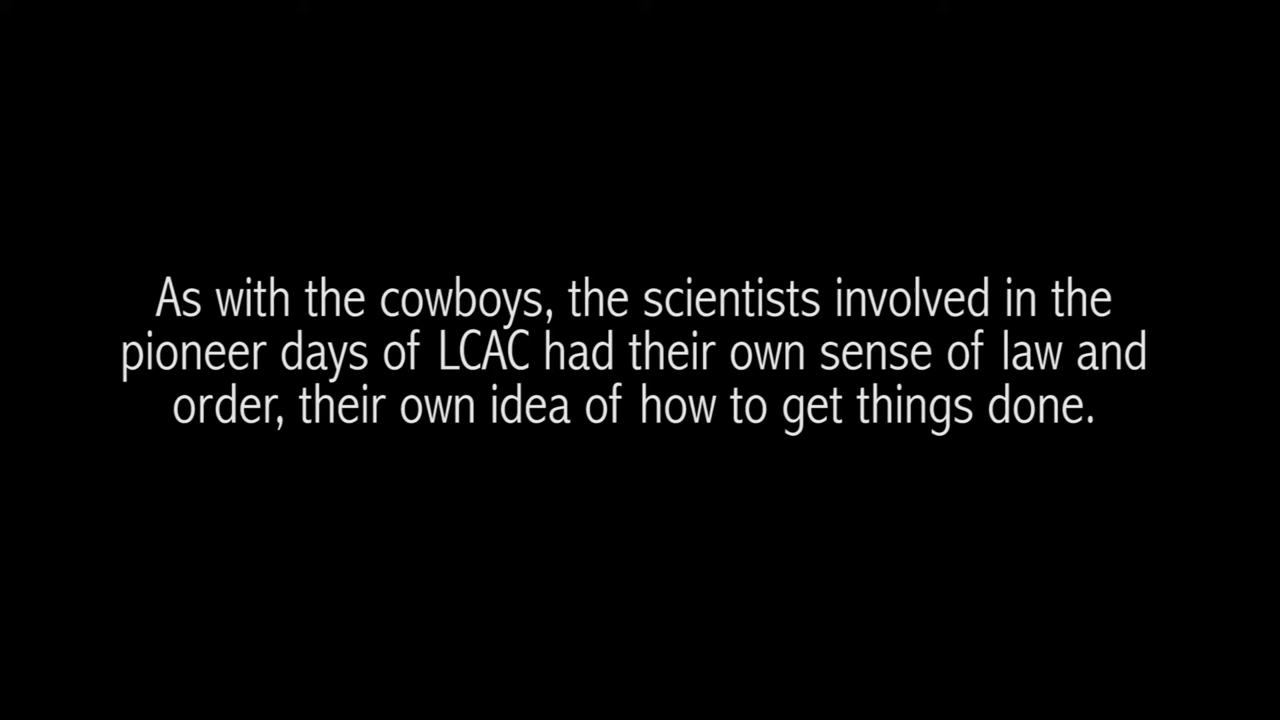 As with the cowboys, the scientists involved in the
pioneer days of LCAC had their own sense of law and
order, their own idea of how to get things done.